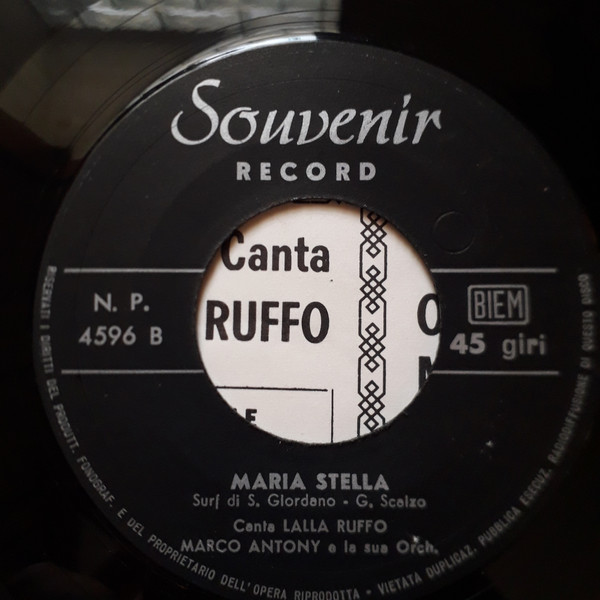 Souvenir
RECORD
Canta
RUFFO
N. P.
4596 B
BIEM
45 giri
MARIA STELLA
Surf di S. Giordano - G. Scalzo
Canta LALLA RUFFO
MARCO ANTONY e la sua Orch.
RISERVATI I DIRITTI DEL PRODUTT. FONOGRAF. E DEL PROPRIETARIO DELL'OPERA RIPRODOTTA - VIETATA DUPLICAZ. PUBBLICA ESECUZ. RADIODIFFUSIONE DI QUESTO DISCO